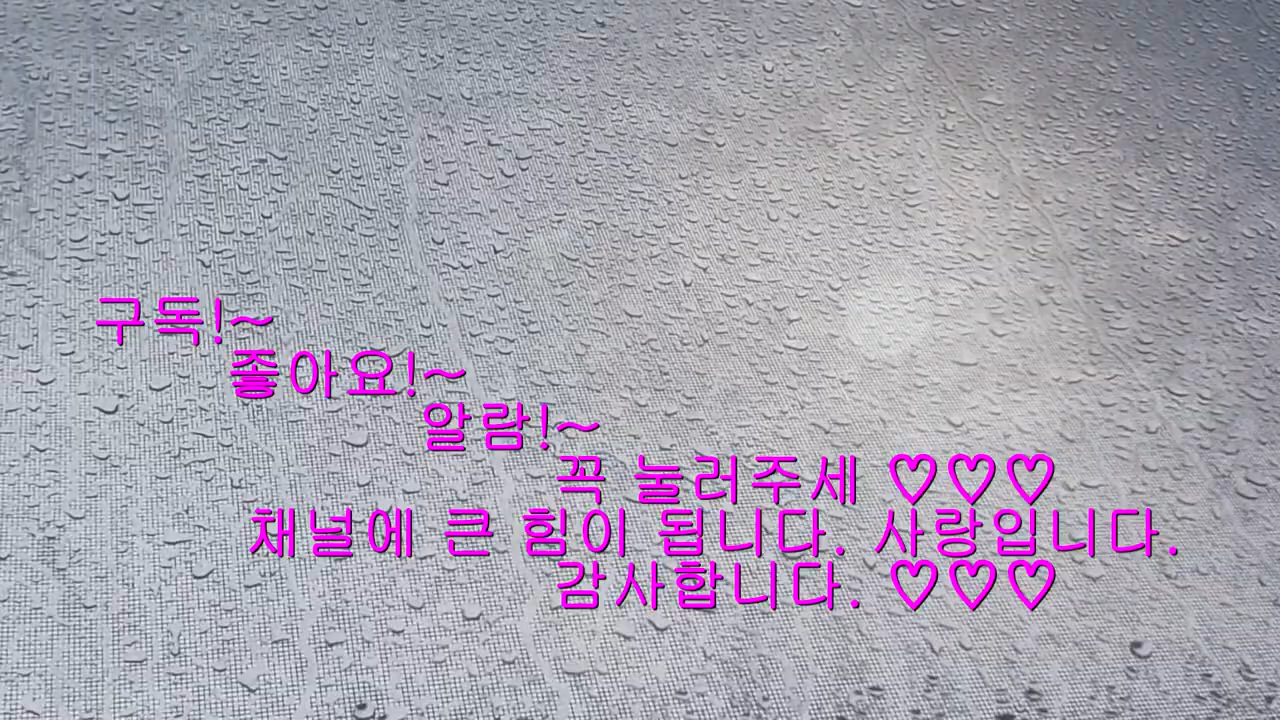 구독!~
좋아요!~
알람!~
꼭 눌러주세 ♡♡♡
채널에 큰 힘이 됩니다. 사랑입니다.
감사합니다. ♡♡♡